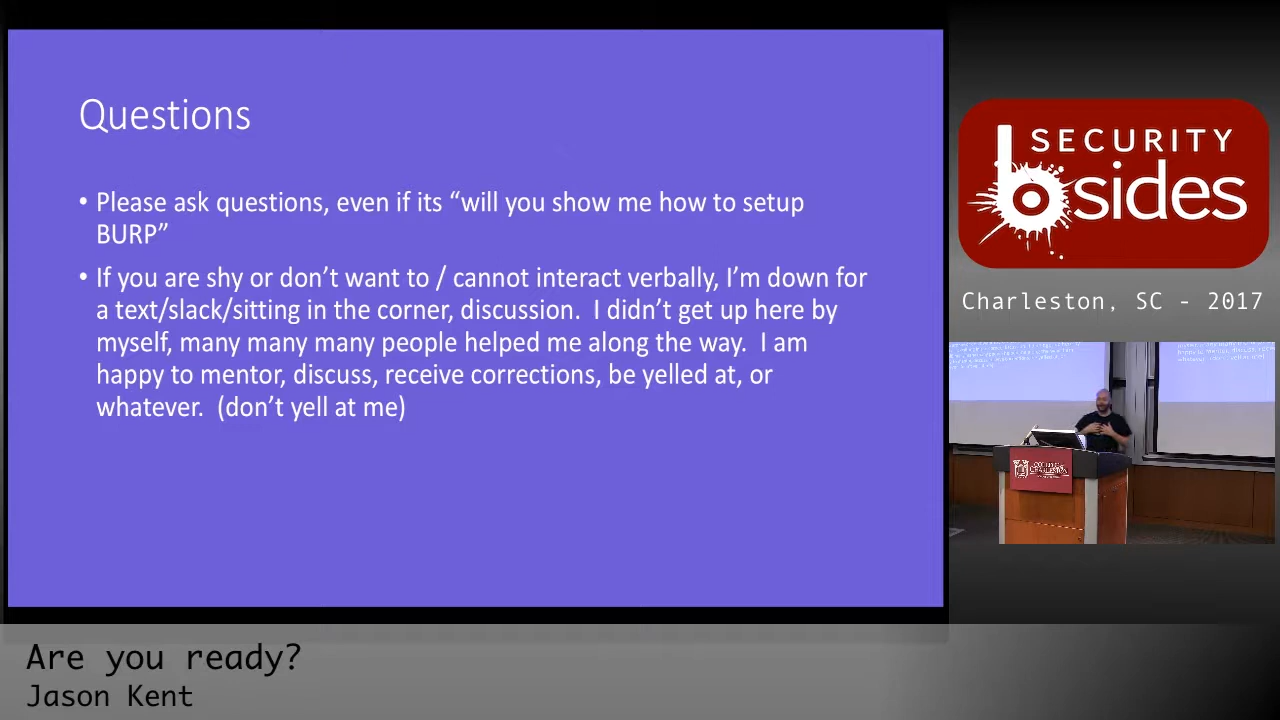 Questions
• Please ask questions, even if its “will you show me how to setup
BURP”
• If you are shy or don’t want to / cannot interact verbally, I’m down for
a text/slack/sitting in the corner, discussion.  I didn’t get up here by
myself, many many many people helped me along the way.  I am
happy to mentor, discuss, receive corrections, be yelled at, or
whatever.  (don’t yell at me)
SECURITY
bsides
Charleston, SC - 2017
Are you ready?
Jason Kent